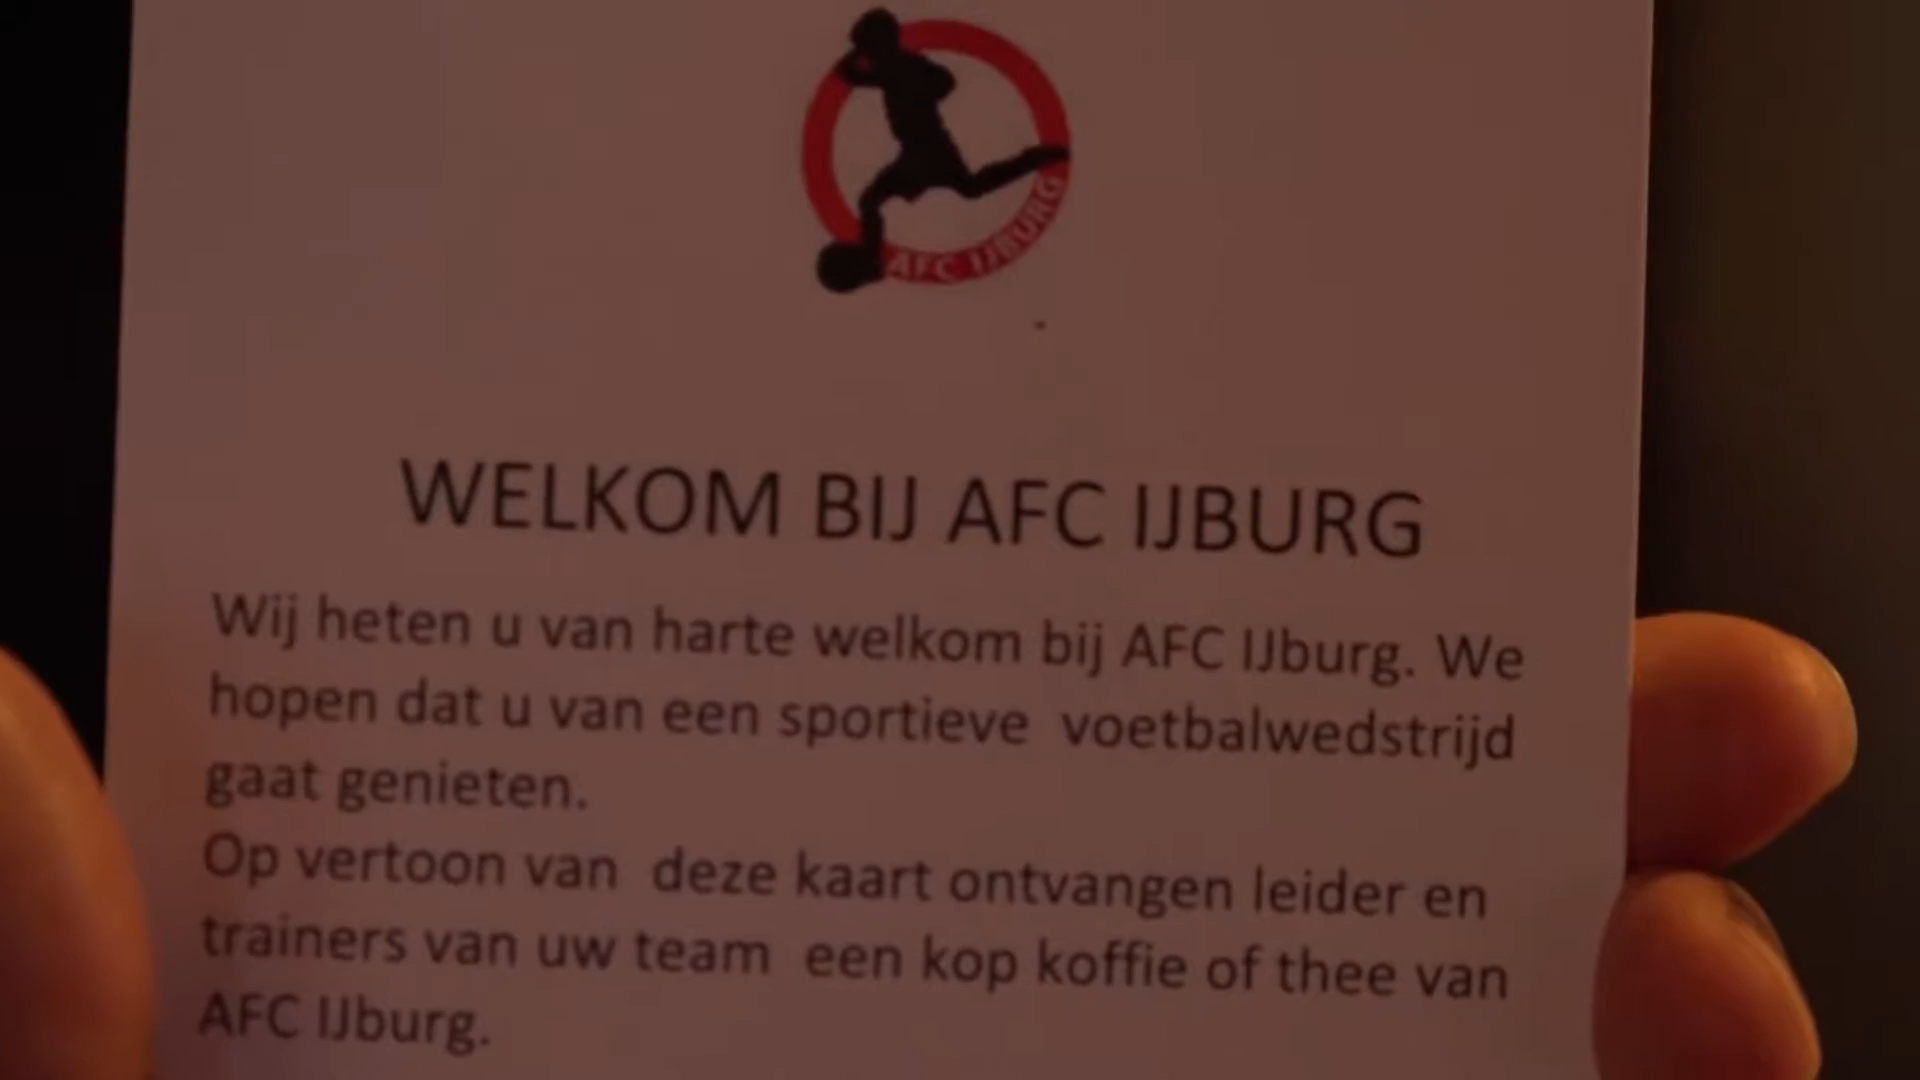 AFC IJBURG
WELKOM BIJ AFC IJBURG
Wij heten u van harte welkom bij AFC IJburg. We
hopen dat u van een sportieve voetbalwedstrijd
gaat genieten.
Op vertoon van deze kaart ontvangen leider en
trainers van uw team een kop koffie of thee van
AFC IJburg.